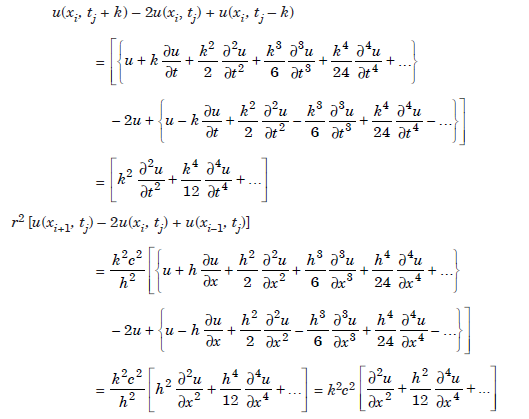 u(x_i, t_j + k) – 2u(x_i, t_j) + u(x_i, t_j – k)
= [{u + k ∂u/∂t + k²/2 ∂²u/∂t² + k³/6 ∂³u/∂t³ + k⁴/24 ∂⁴u/∂t⁴ + ...}
– 2u + {u – k ∂u/∂t + k²/2 ∂²u/∂t² – k³/6 ∂³u/∂t³ + k⁴/24 ∂⁴u/∂t⁴ – ...}]
= [k² ∂²u/∂t² + k⁴/12 ∂⁴u/∂t⁴ + ...]
r² [u(x_{i+1}, t_j) – 2u(x_i, t_j) + u(x_{i–1}, t_j)]
= k²c²/h² [{u + h ∂u/∂x + h²/2 ∂²u/∂x² + h³/6 ∂³u/∂x³ + h⁴/24 ∂⁴u/∂x⁴ + ...}
– 2u + {u – h ∂u/∂x + h²/2 ∂²u/∂x² – h³/6 ∂³u/∂x³ + h⁴/24 ∂⁴u/∂x⁴ – ...}]
= k²c²/h² [h² ∂²u/∂x² + h⁴/12 ∂⁴u/∂x⁴ + ...] = k²c² [∂²u/∂x² + h²/12 ∂⁴u/∂x⁴ + ...]